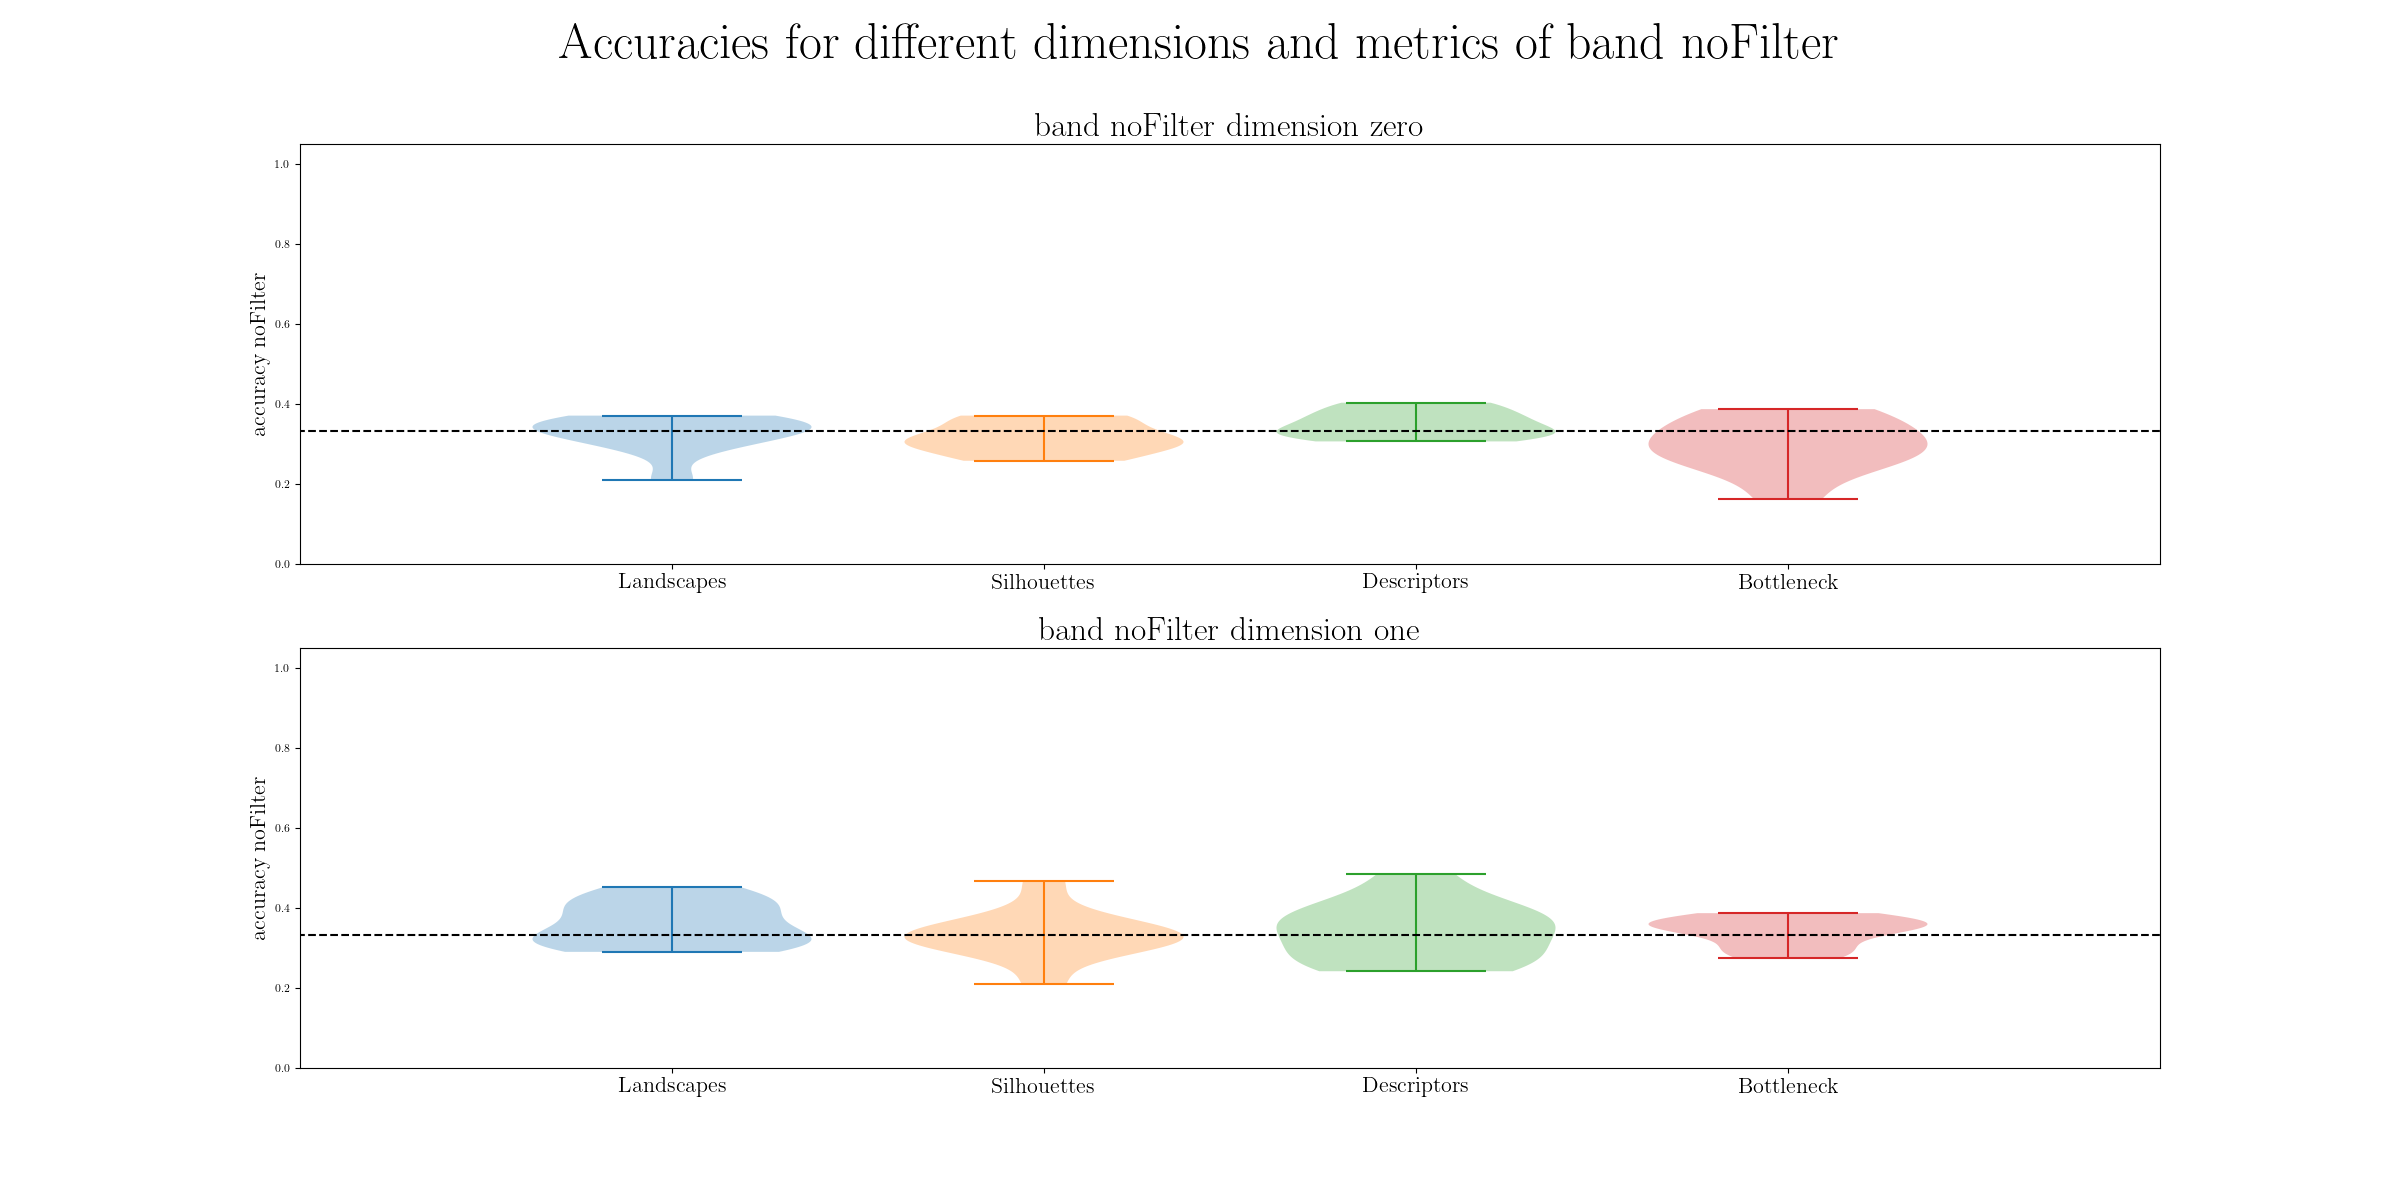 Accuracies for different dimensions and metrics of band noFilter
band noFilter dimension zero
accuracy noFilter
1.0
0.8
0.6
0.4
0.2
0.0
Landscapes Silhouettes Descriptors Bottleneck
band noFilter dimension one
accuracy noFilter
1.0
0.8
0.6
0.4
0.2
0.0
Landscapes Silhouettes Descriptors Bottleneck